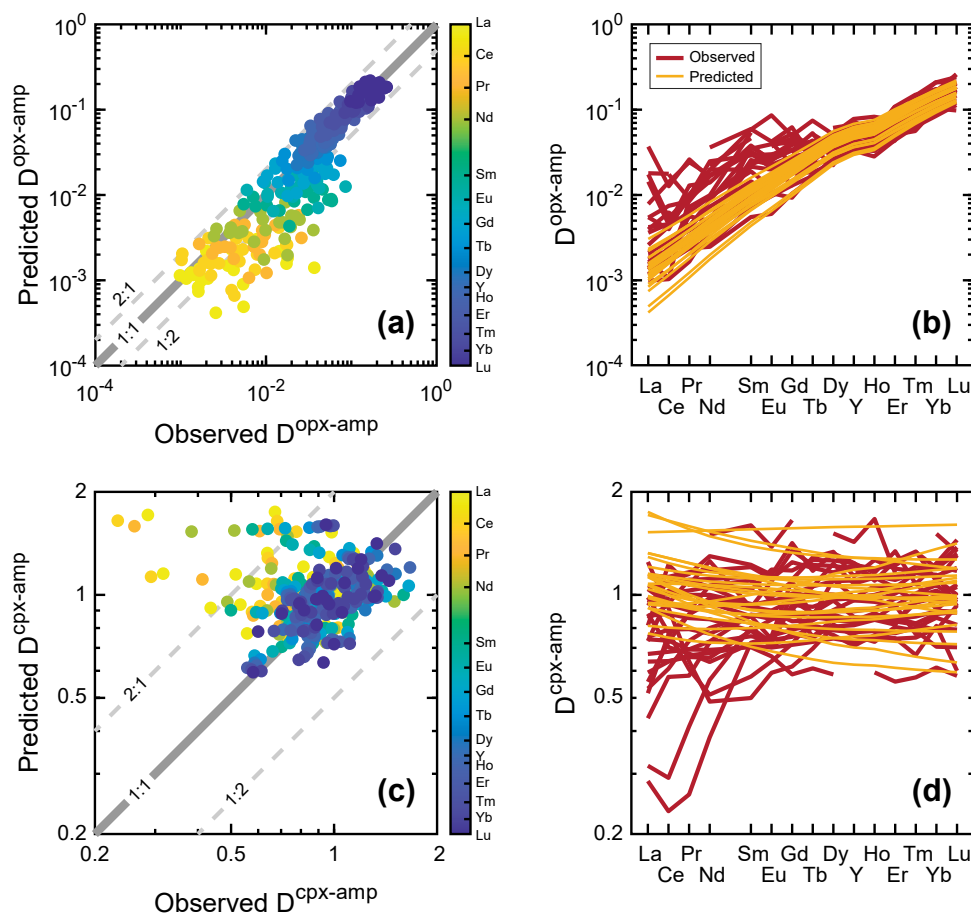 10⁰
10⁻¹
10⁻²
10⁻³
10⁻⁴
Predicted D^opx-amp
2:1
1:1
1:2
(a)
10⁻⁴
10⁻²
10⁰
Observed D^opx-amp
La
Ce
Pr
Nd
Sm
Eu
Gd
Tb
Dy
Y
Ho
Er
Tm
Yb
Lu
10⁰
10⁻¹
10⁻²
10⁻³
10⁻⁴
D^opx-amp
Observed
Predicted
(b)
La Pr Sm Gd Dy Ho Tm Lu
Ce Nd Eu Tb Y Er Yb
2
1
0.5
0.2
Predicted D^cpx-amp
2:1
1:1
1:2
(c)
0.2
0.5
1
2
Observed D^cpx-amp
La
Ce
Pr
Nd
Sm
Eu
Gd
Tb
Dy
Y
Ho
Er
Tm
Yb
Lu
2
1
0.5
0.2
D^cpx-amp
(d)
La Pr Sm Gd Dy Ho Tm Lu
Ce Nd Eu Tb Y Er Yb